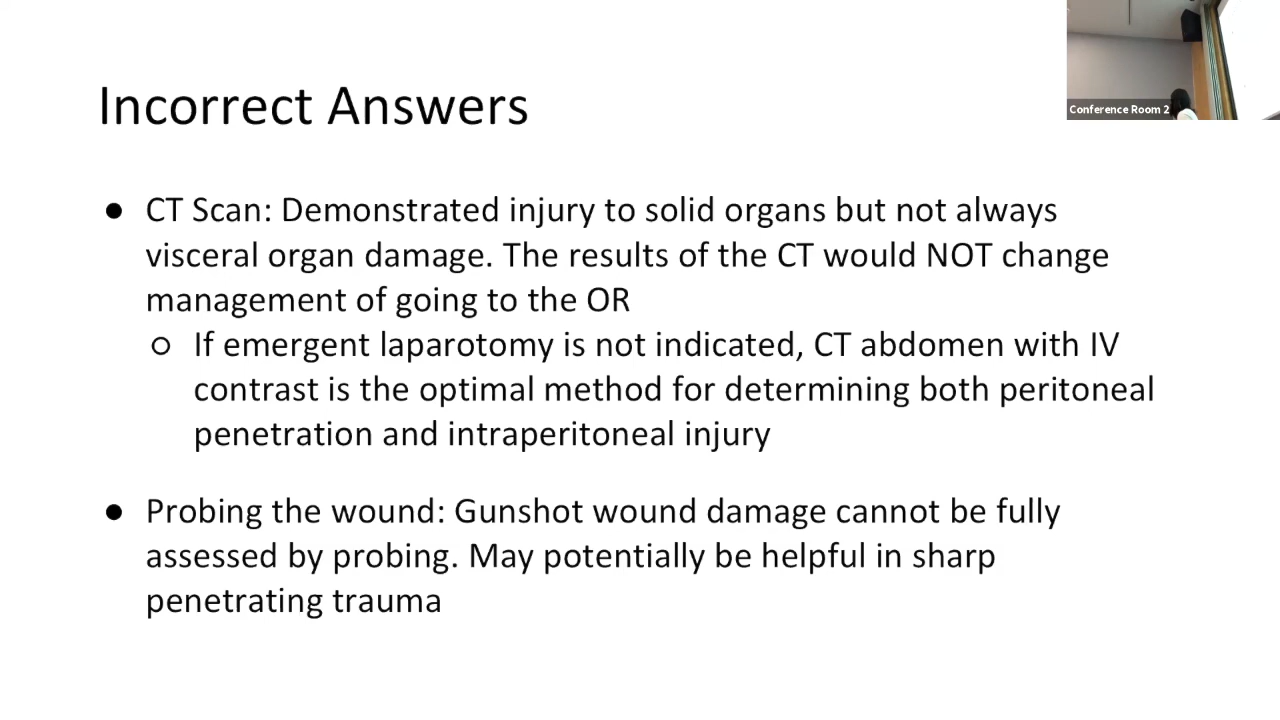 Conference Room 2
Incorrect Answers
● CT Scan: Demonstrated injury to solid organs but not always
visceral organ damage. The results of the CT would NOT change
management of going to the OR
○ If emergent laparotomy is not indicated, CT abdomen with IV
contrast is the optimal method for determining both peritoneal
penetration and intraperitoneal injury
● Probing the wound: Gunshot wound damage cannot be fully
assessed by probing. May potentially be helpful in sharp
penetrating trauma